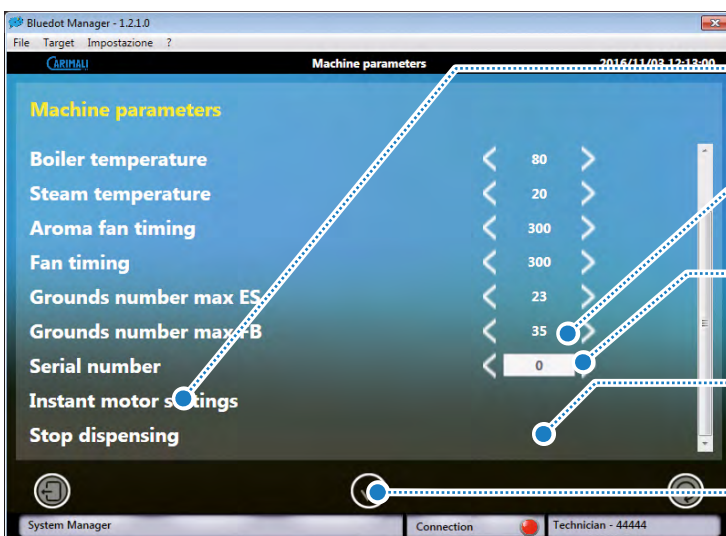 Bluedot Manager - 1.2.1.0
File Target Impostazione ?
CARIMALI Machine parameters 2016/11/03 12:13:00
Machine parameters
Boiler temperature 80
Steam temperature 20
Aroma fan timing 300
Fan timing 300
Grounds number max ES 23
Grounds number max FB 35
Serial number 0
Instant motor settings
Stop dispensing
System Manager Connection Technician - 44444